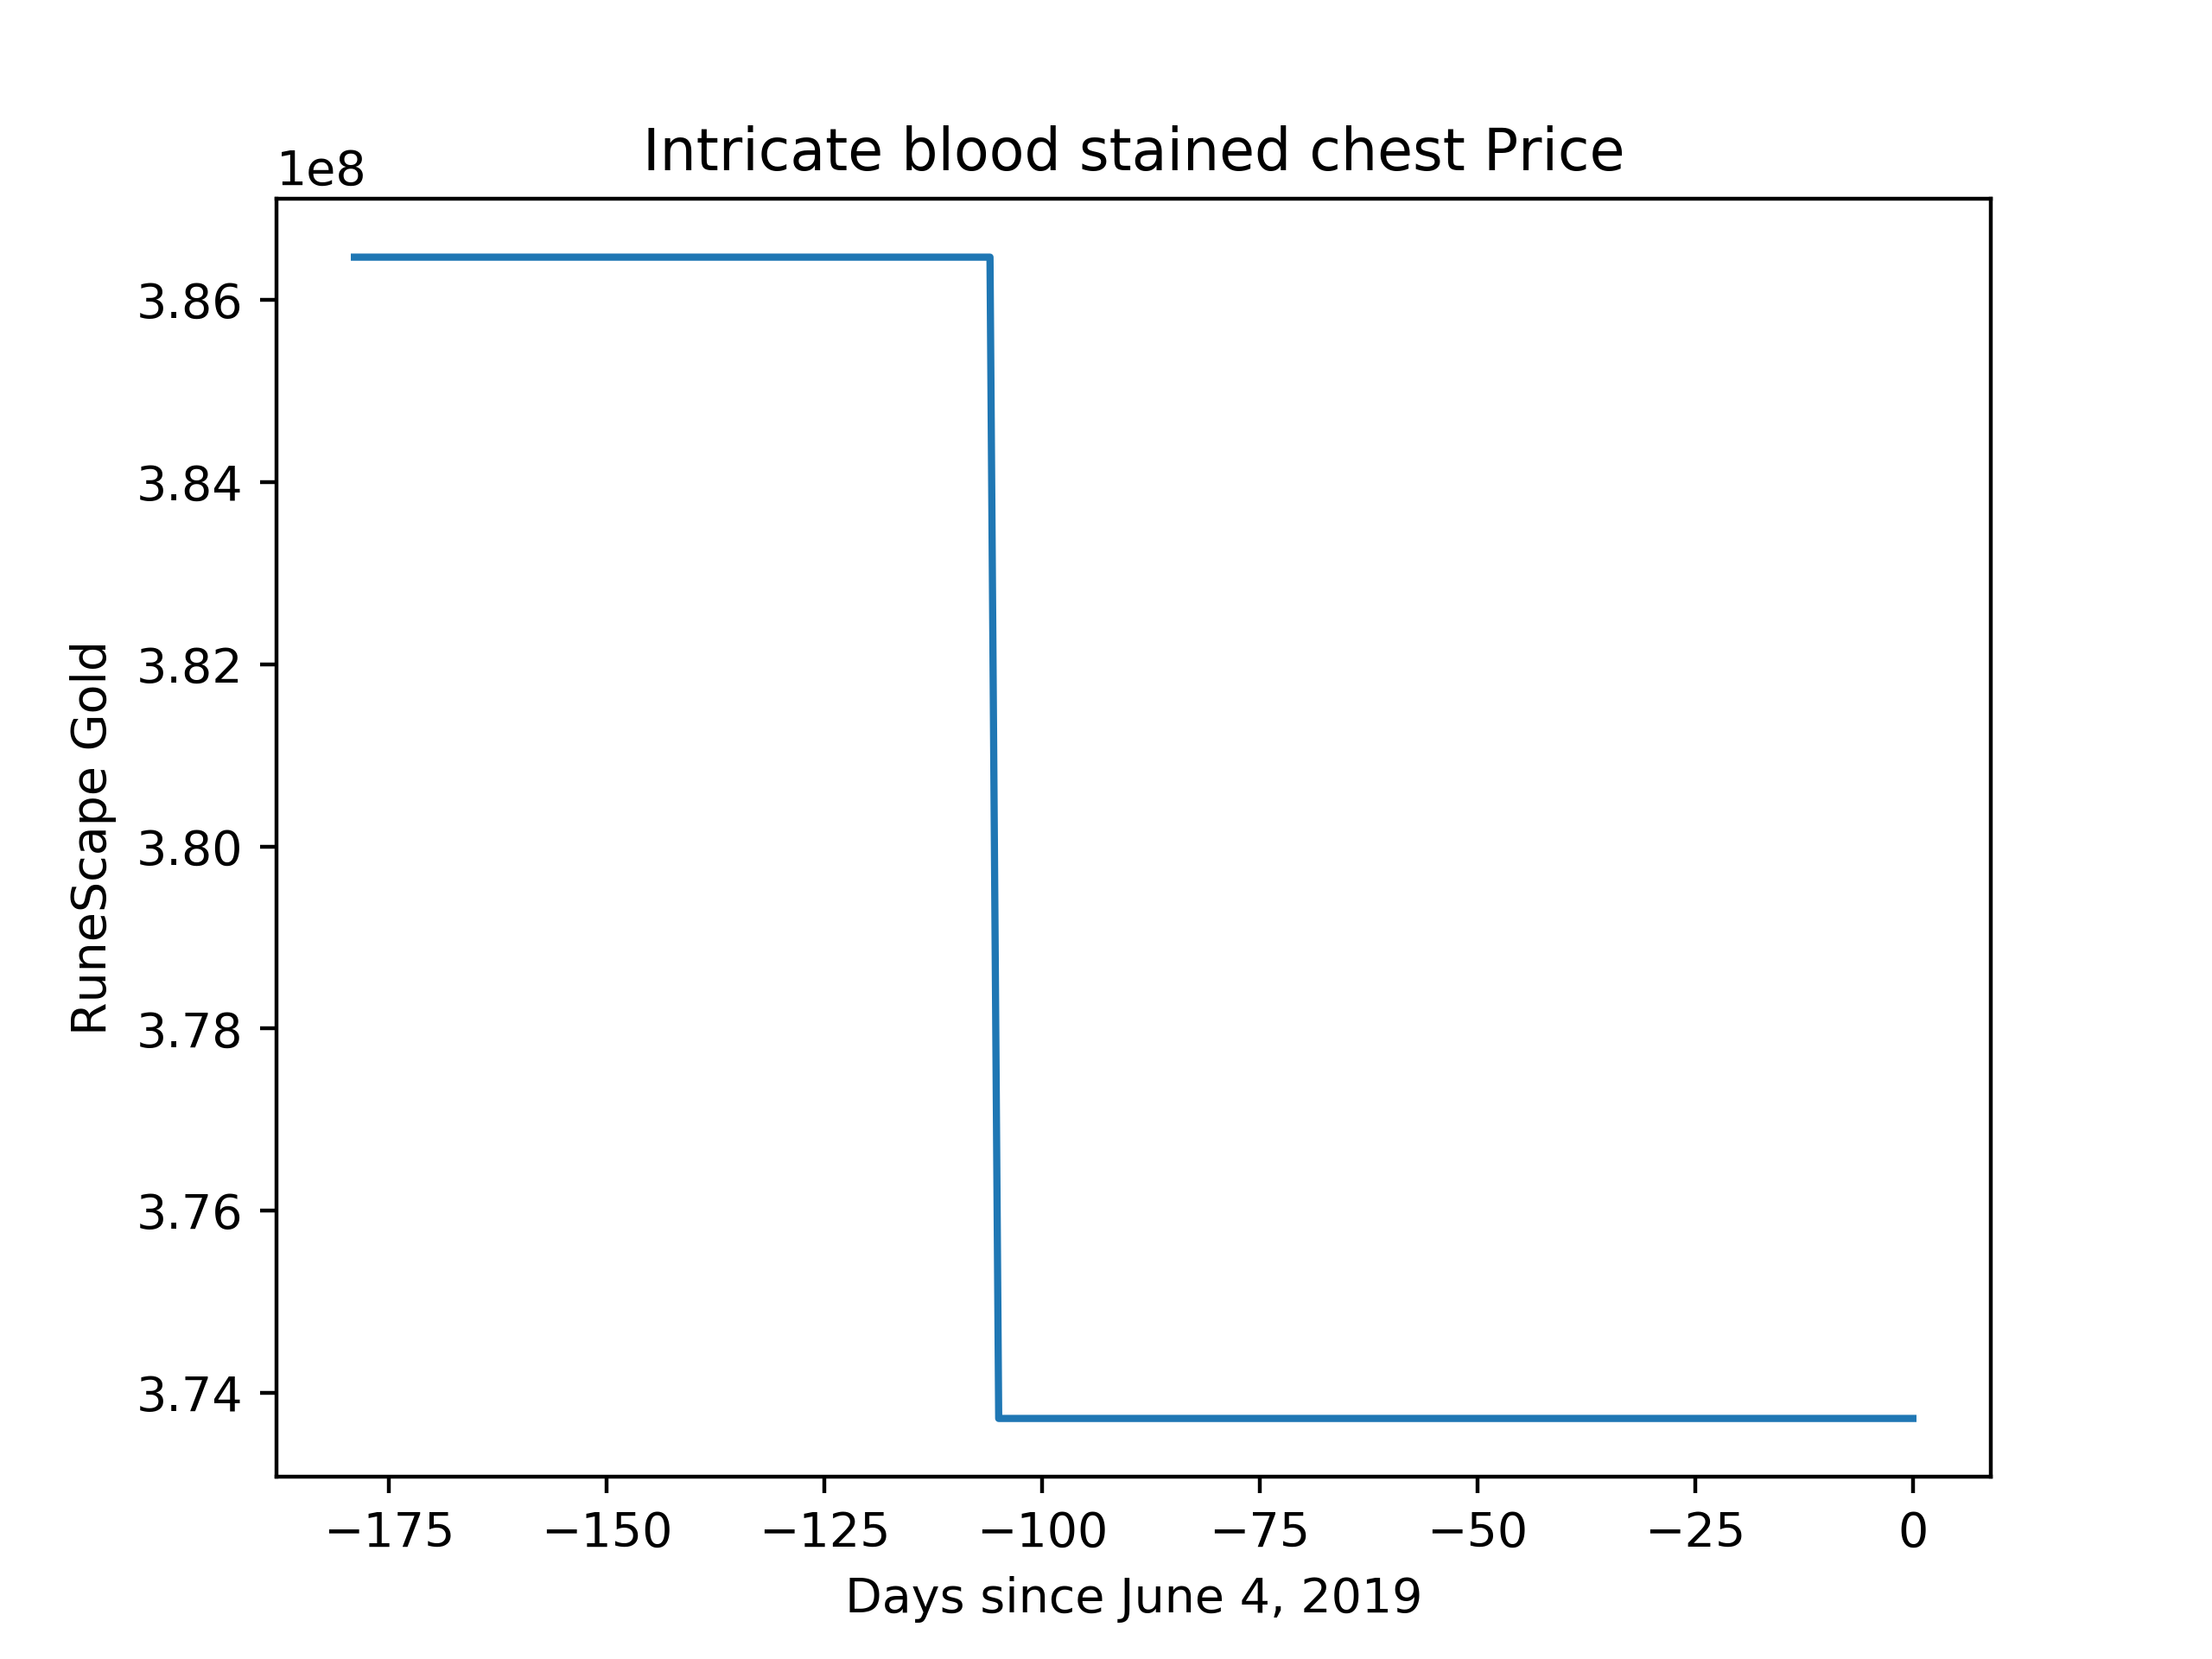 Intricate blood stained chest Price
1e8
3.86
3.84
3.82
3.80
3.78
3.76
3.74
RuneScape Gold
−175 −150 −125 −100 −75 −50 −25 0
Days since June 4, 2019